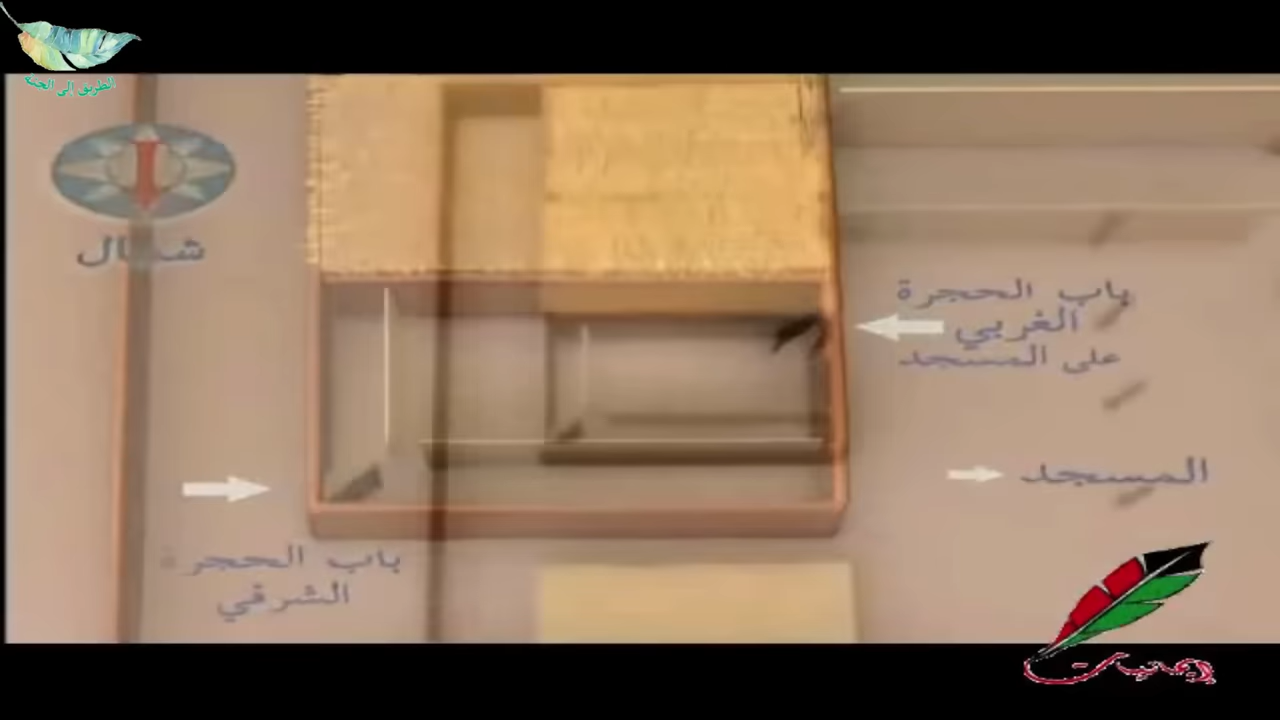 الطريق إلى الجنة
شمال
باب الحجرة
الغربي
على المسجد
المسجد
باب الحجرة
الشرقي